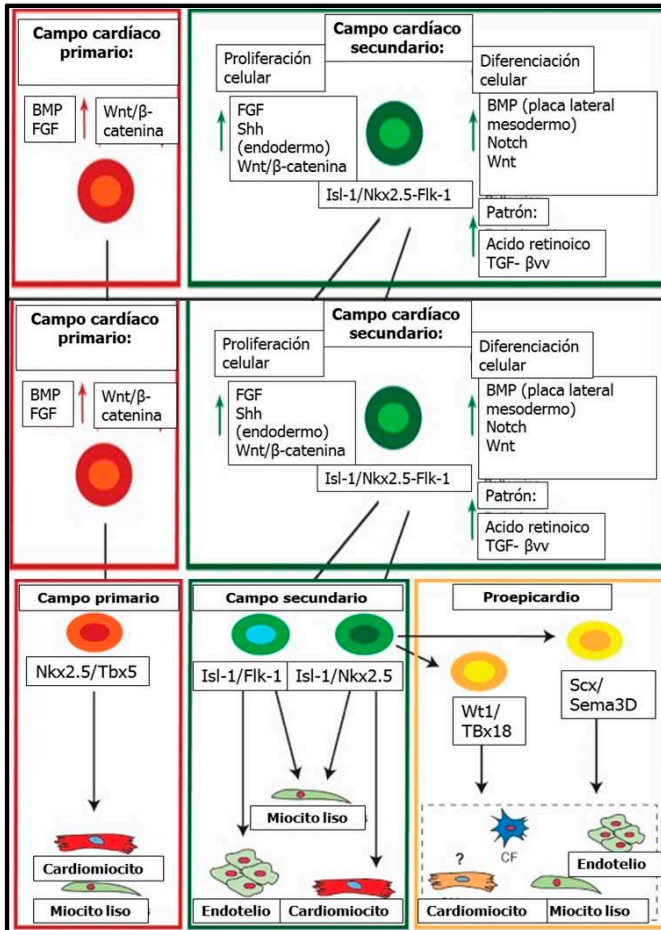 Campo cardíaco
primario:
BMP
FGF
Wnt/β-
catenina
Campo cardíaco
secundario:
Proliferación
celular
FGF
Shh
(endodermo)
Wnt/β-catenina
Isl-1/Nkx2.5-Flk-1
Diferenciación
celular
BMP (placa lateral
mesodermo)
Notch
Wnt
Patrón:
Acido retinoico
TGF- βvv
Campo cardíaco
primario:
BMP
FGF
Wnt/β-
catenina
Campo cardíaco
secundario:
Proliferación
celular
FGF
Shh
(endodermo)
Wnt/β-catenina
Isl-1/Nkx2.5-Flk-1
Diferenciación
celular
BMP (placa lateral
mesodermo)
Notch
Wnt
Patrón:
Acido retinoico
TGF- βvv
Campo primario
Nkx2.5/Tbx5
Cardiomiocito
Miocito liso
Campo secundario
Isl-1/Flk-1
Isl-1/Nkx2.5
Miocito liso
Endotelio
Cardiomiocito
Proepicardio
Wt1/
TBx18
Scx/
Sema3D
CF
?
Endotelio
Cardiomiocito
Miocito liso